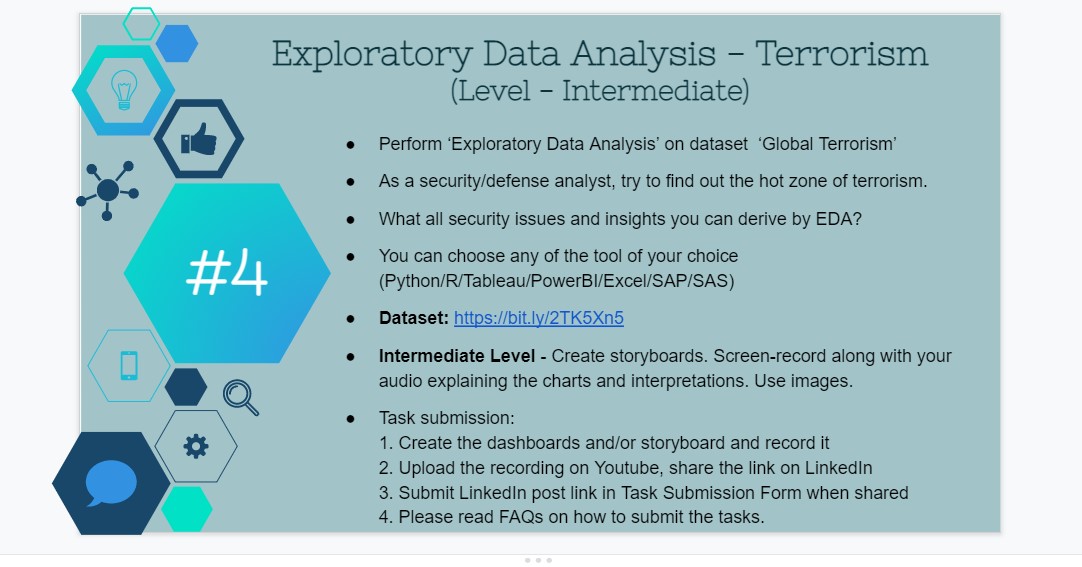 Exploratory Data Analysis - Terrorism
(Level - Intermediate)
● Perform ‘Exploratory Data Analysis’ on dataset ‘Global Terrorism’
● As a security/defense analyst, try to find out the hot zone of terrorism.
● What all security issues and insights you can derive by EDA?
● You can choose any of the tool of your choice
(Python/R/Tableau/PowerBI/Excel/SAP/SAS)
#4
● Dataset: https://bit.ly/2TK5Xn5
● Intermediate Level - Create storyboards. Screen-record along with your
audio explaining the charts and interpretations. Use images.
● Task submission:
1. Create the dashboards and/or storyboard and record it
2. Upload the recording on Youtube, share the link on LinkedIn
3. Submit LinkedIn post link in Task Submission Form when shared
4. Please read FAQs on how to submit the tasks.